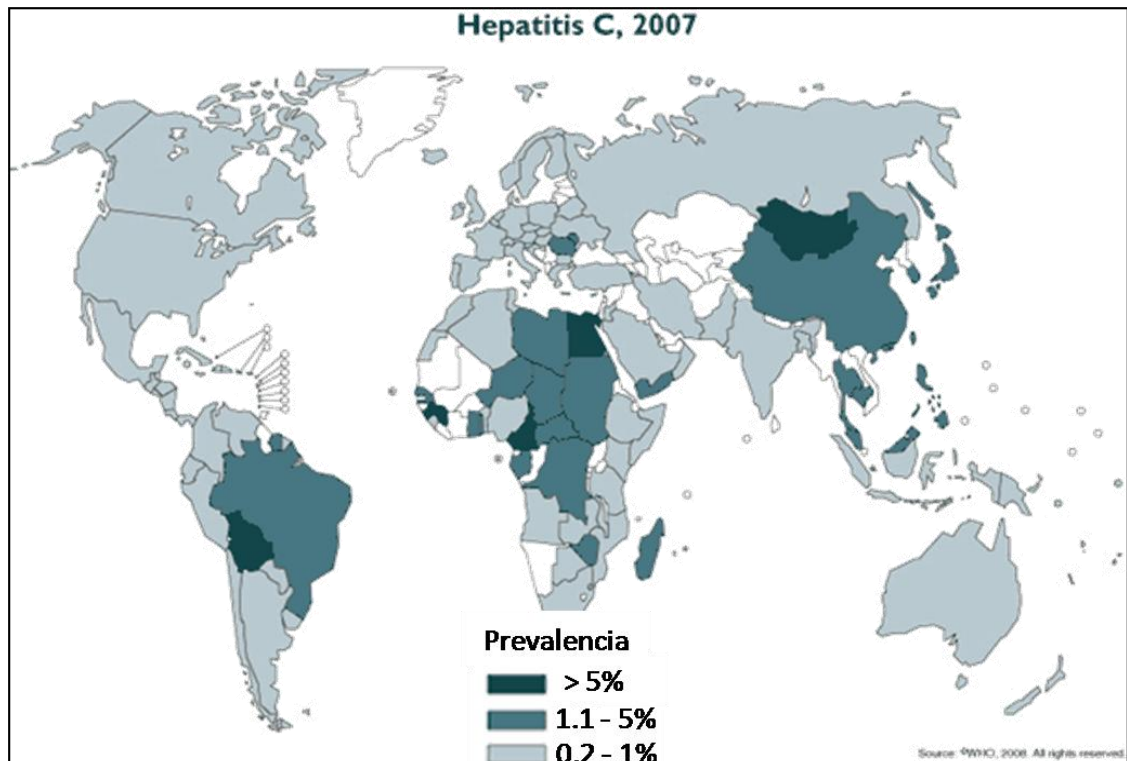 Hepatitis C, 2007
Prevalencia
> 5%
1.1 - 5%
0.2 - 1%
Source: ©WHO, 2008. All rights reserved.